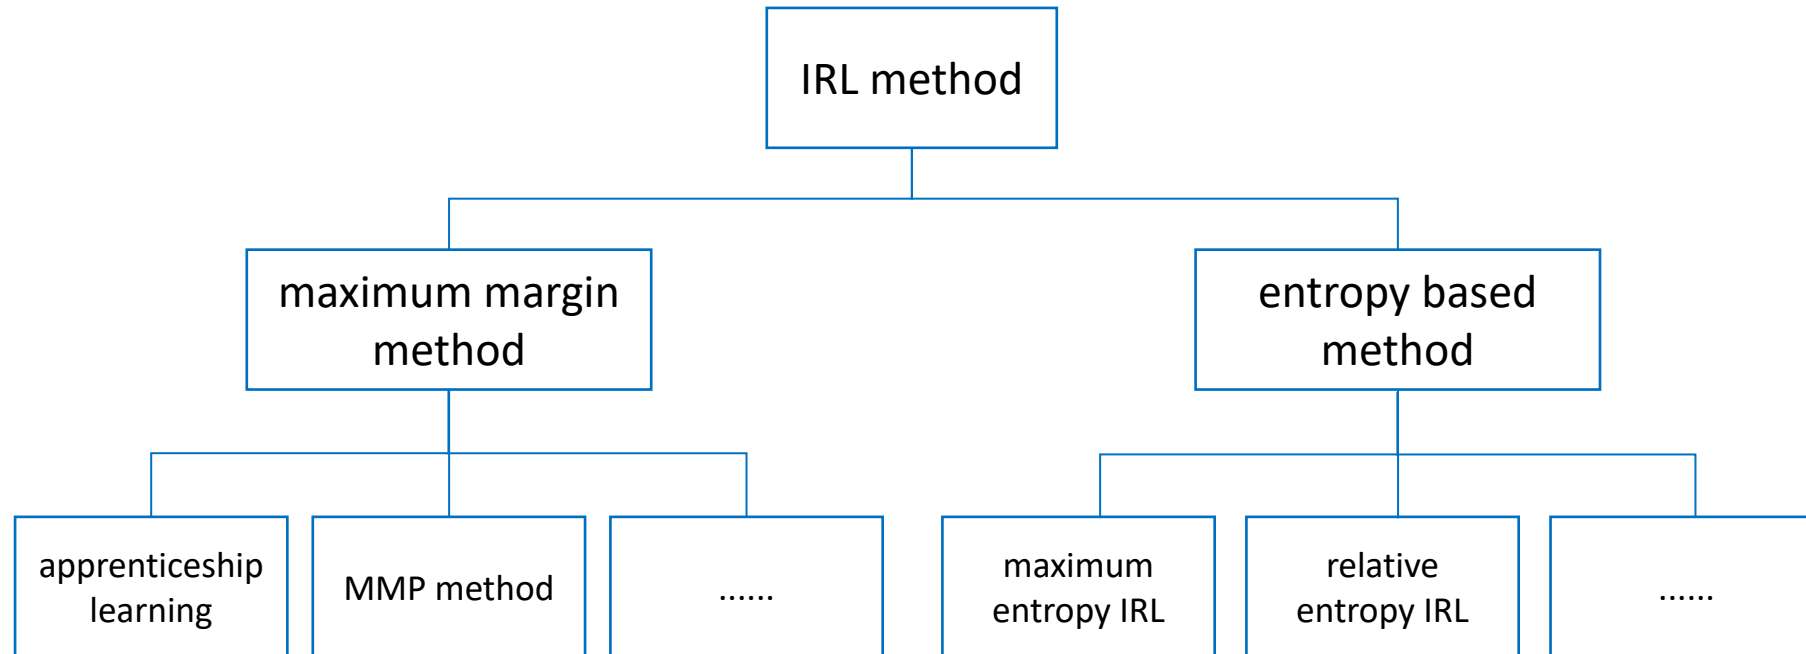 IRL method
maximum margin
method
entropy based
method
apprenticeship
learning
MMP method
......
maximum
entropy IRL
relative
entropy IRL
......